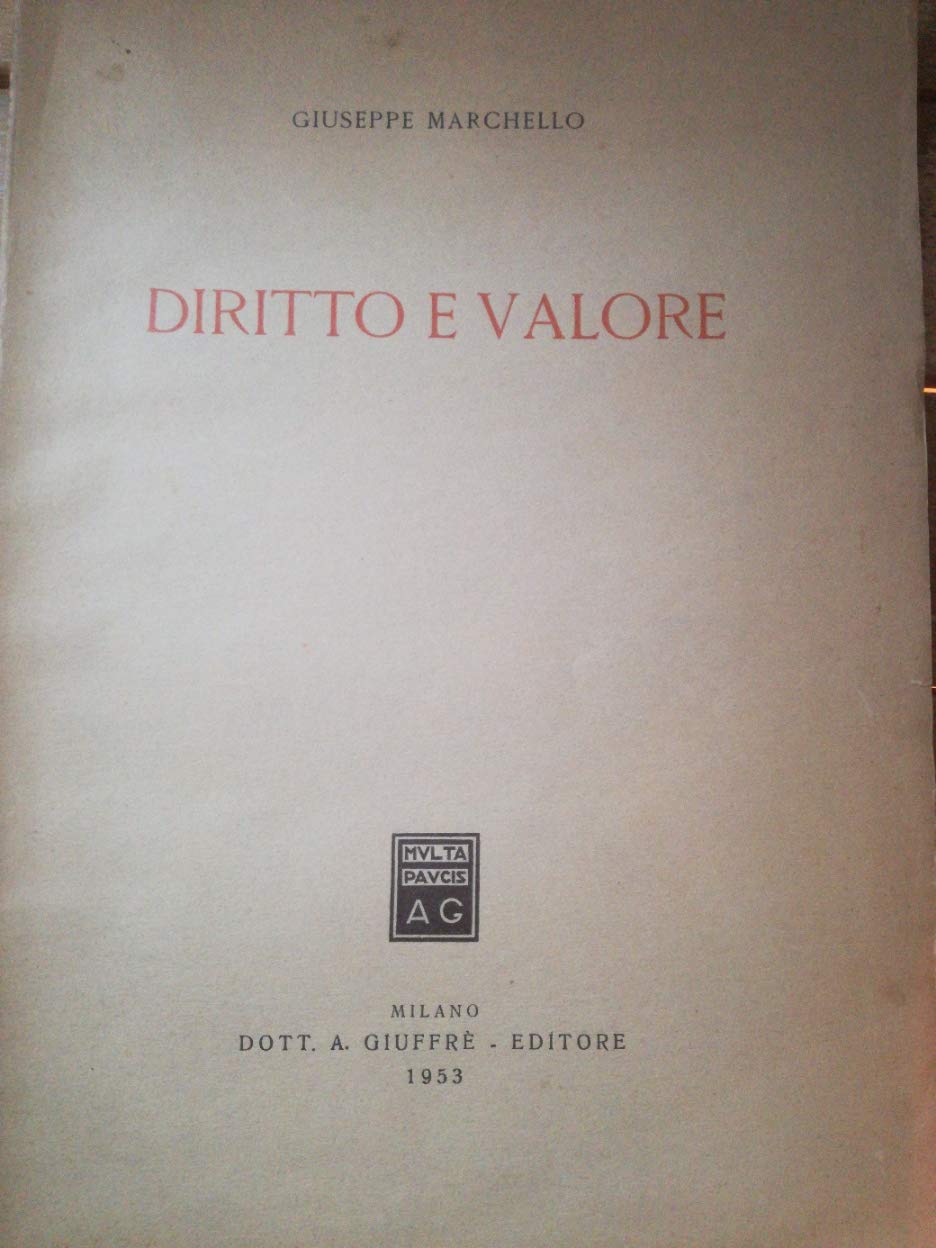 GIUSEPPE MARCHELLO
DIRITTO E VALORE
MVLTA
PAVCIS
AG
MILANO
DOTT. A. GIUFFRÈ - EDITORE
1953